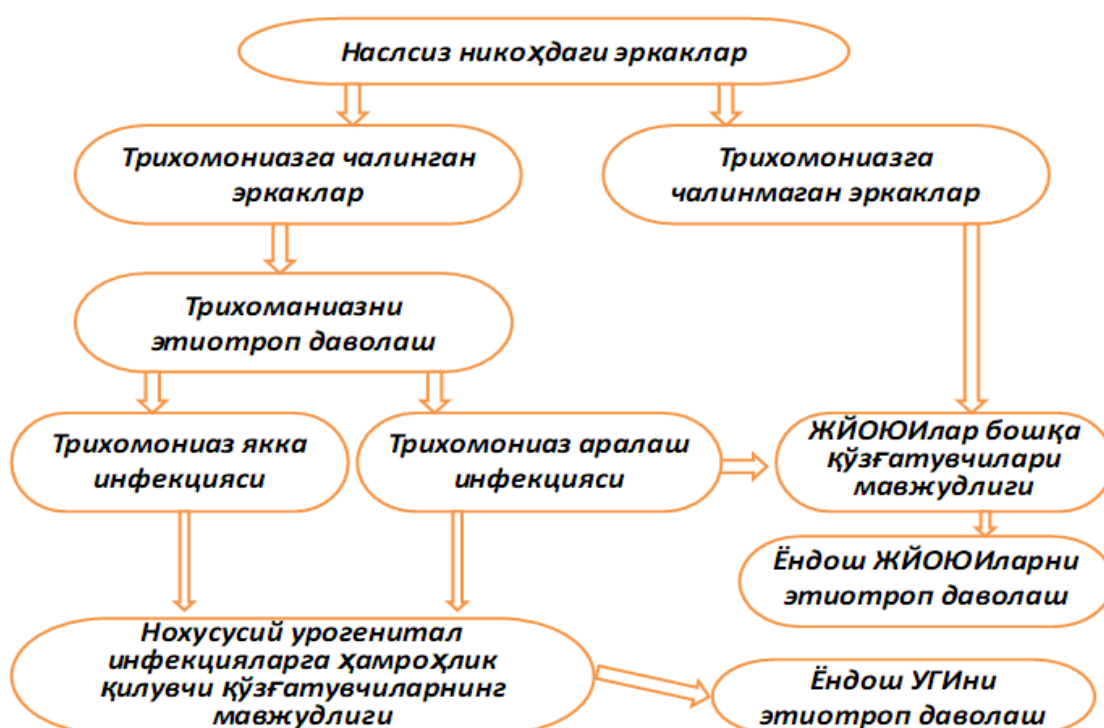 Наслсиз никоҳдаги эркаклар
Трихомониазга чалинган
эркаклар
Трихомониазга
чалинмаган эркаклар
Трихоманиазни
этиотроп даволаш
Трихомониаз якка
инфекцияси
Трихомониаз аралаш
инфекцияси
ЖЙОЮИлар бошқа
қўзғатувчилари
мавжудлиги
Ёндош ЖЙОЮИларни
этиотроп даволаш
Нохусусий урогенитал
инфекцияларга ҳамроҳлик
қилувчи қўзғатувчиларнинг
мавжудлиги
Ёндош УГИни
этиотроп даволаш